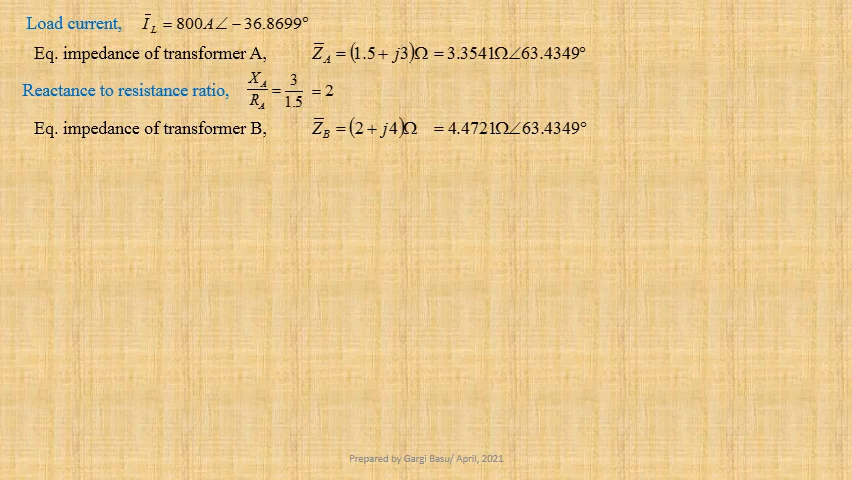 Load current, I̅_L = 800A∠ − 36.8699°
Eq. impedance of transformer A, Z̅_A = (1.5 + j3)Ω = 3.3541Ω∠63.4349°
Reactance to resistance ratio, X_A/R_A = 3/1.5 = 2
Eq. impedance of transformer B, Z̅_B = (2 + j4)Ω = 4.4721Ω∠63.4349°
Prepared by Gargi Basu/ April, 2021